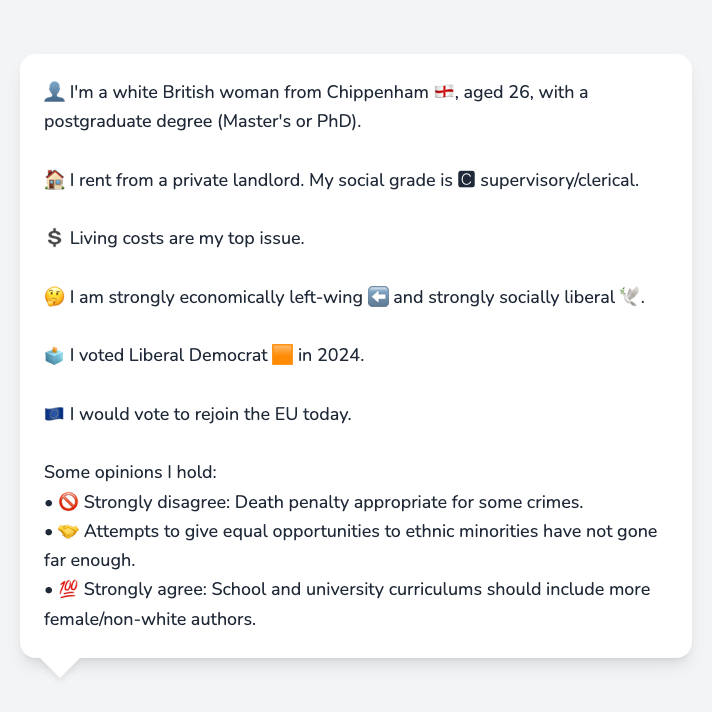 👤 I'm a white British woman from Chippenham 🏴󠁧󠁢󠁥󠁮󠁧󠁿, aged 26, with a
postgraduate degree (Master's or PhD).
🏠 I rent from a private landlord. My social grade is 🅲 supervisory/clerical.
💲 Living costs are my top issue.
🤔 I am strongly economically left-wing ⬅️ and strongly socially liberal 🕊️.
🗳️ I voted Liberal Democrat 🟧 in 2024.
🇪🇺 I would vote to rejoin the EU today.
Some opinions I hold:
• 🚫 Strongly disagree: Death penalty appropriate for some crimes.
• 🤝 Attempts to give equal opportunities to ethnic minorities have not gone
far enough.
• 💯 Strongly agree: School and university curriculums should include more
female/non-white authors.